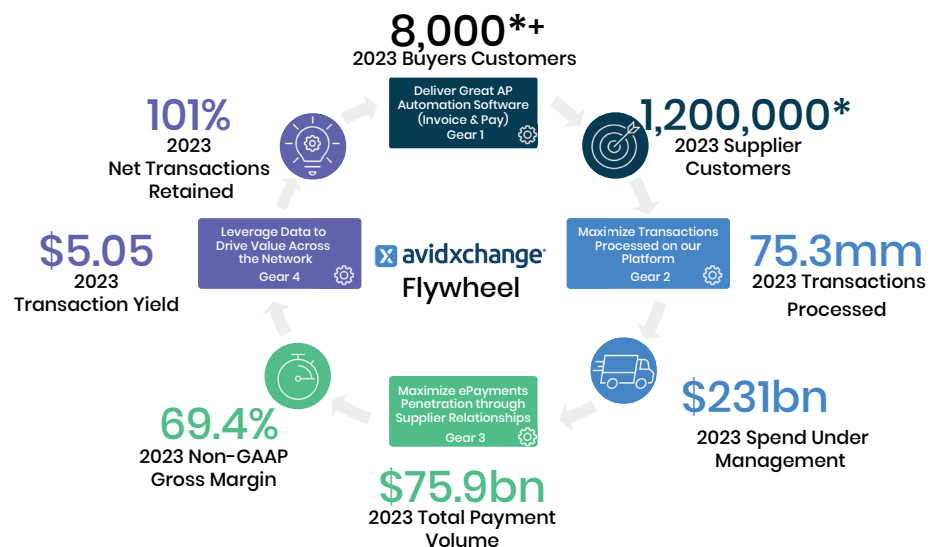 8,000*+
2023 Buyers Customers
Deliver Great AP
Automation Software
(Invoice & Pay)
Gear 1
1,200,000*
2023 Supplier
Customers
Maximize Transactions
Processed on our
Platform
Gear 2
75.3mm
2023 Transactions
Processed
$231bn
2023 Spend Under
Management
Maximize ePayments
Penetration through
Supplier Relationships
Gear 3
$75.9bn
2023 Total Payment
Volume
69.4%
2023 Non-GAAP
Gross Margin
Leverage Data to
Drive Value Across
the Network
Gear 4
$5.05
2023
Transaction Yield
101%
2023
Net Transactions
Retained
avidxchange®
Flywheel